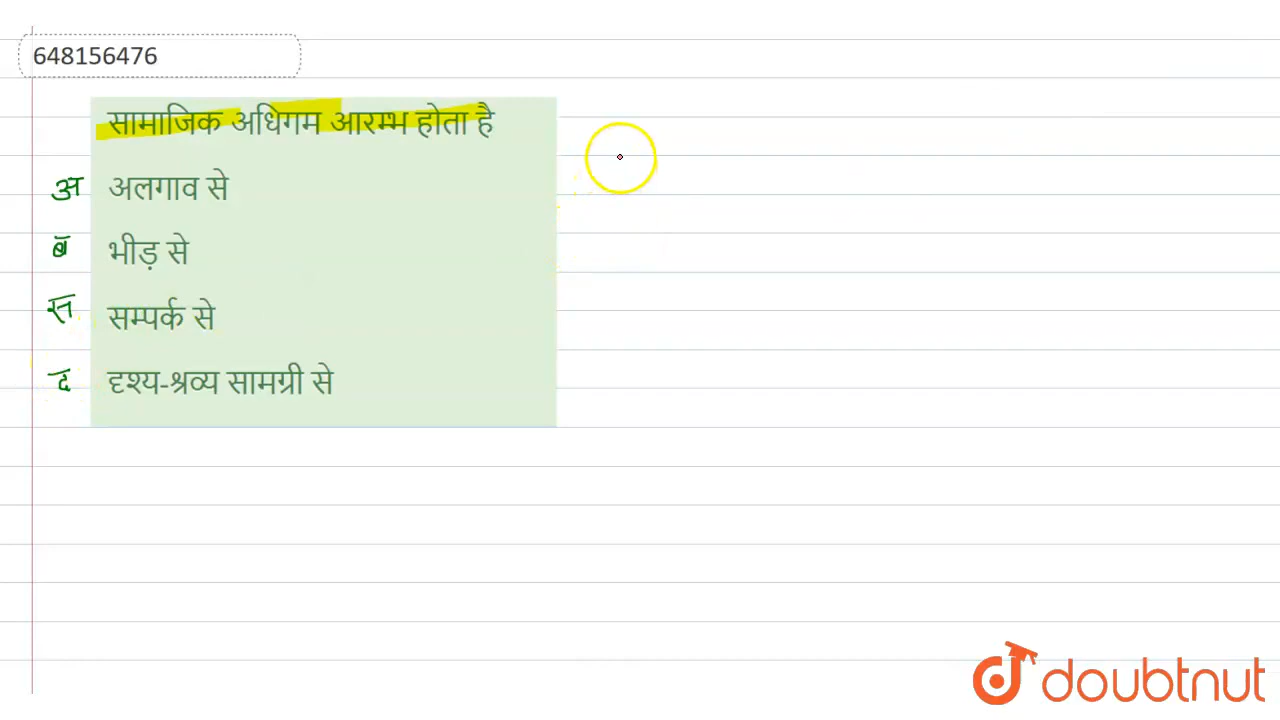 648156476
सामाजिक अधिगम आरम्भ होता है
अ अलगाव से
ब भीड़ से
स सम्पर्क से
द दृश्य-श्रव्य सामग्री से
doubtnut